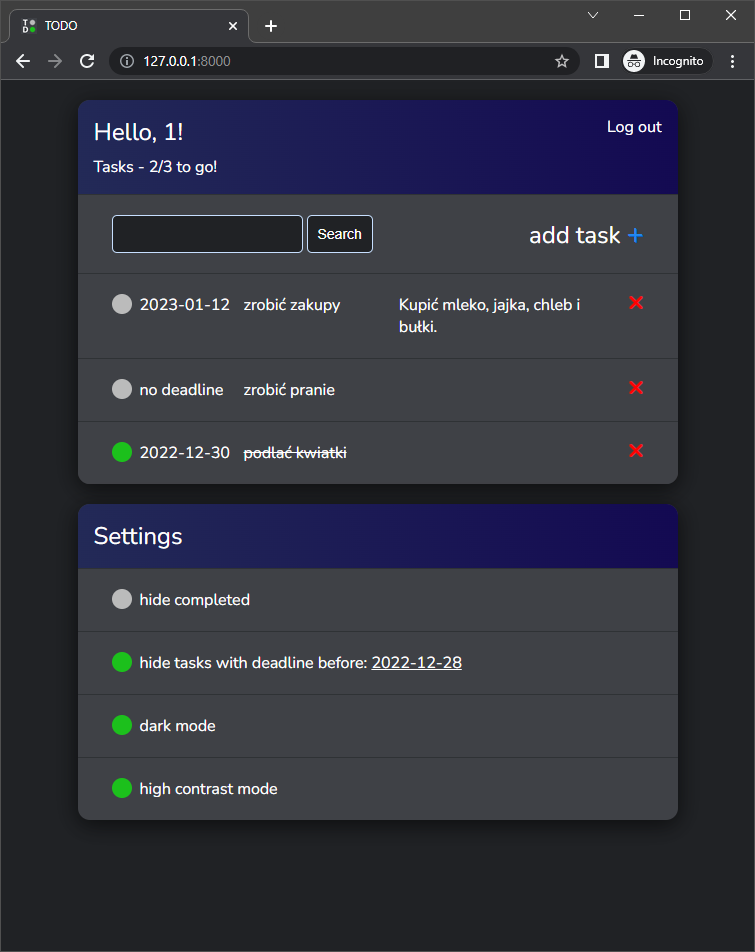 TODO
127.0.0.1:8000
Incognito
Hello, 1!
Log out
Tasks - 2/3 to go!
Search
add task +
2023-01-12 zrobić zakupy Kupić mleko, jajka, chleb i
bułki.
no deadline zrobić pranie
2022-12-30 podlać kwiatki
Settings
hide completed
hide tasks with deadline before: 2022-12-28
dark mode
high contrast mode